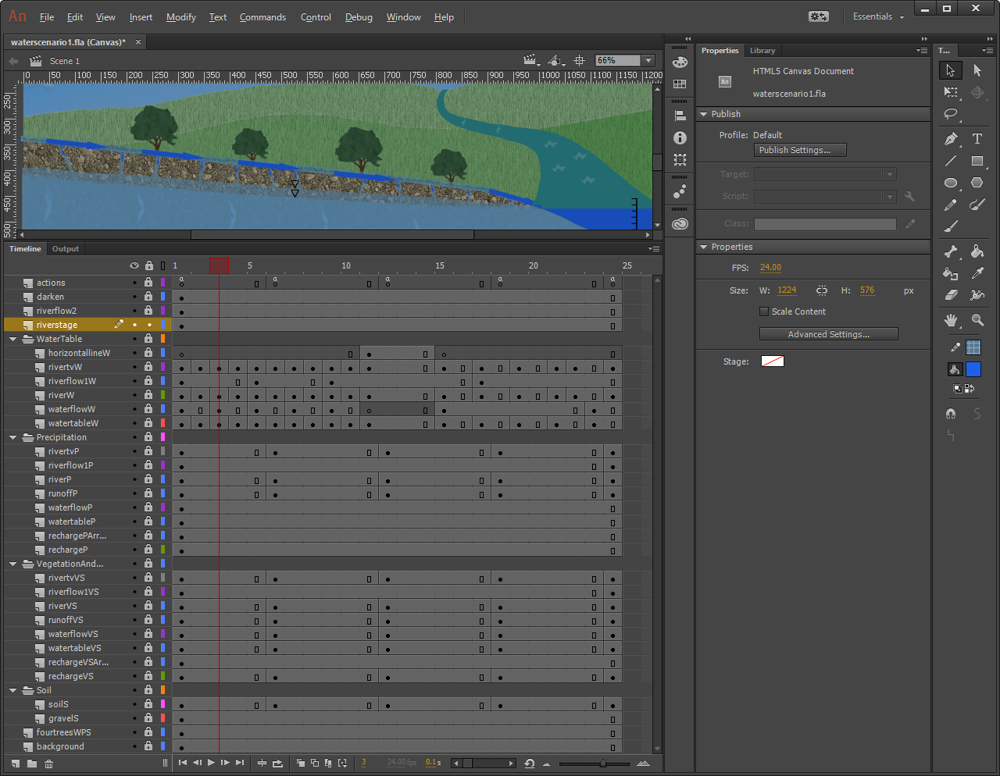 An File Edit View Insert Modify Text Commands Control Debug Window Help Essentials
waterscenario1.fla (Canvas)* ×
Scene 1 66%
0 50 100 150 200 250 300 350 400 450 500 550 600 650 700 750 800 850 900 950 1000 1050 1100 1150 1200
250
300
350
400
450
500
Timeline Output
1 5 10 15 20 25
actions
darken
riverflow2
riverstage
WaterTable
horizontallineW
rivertvW
riverflow1W
riverW
waterflowW
watertableW
Precipitation
rivertvP
riverflow1P
riverP
runoffP
waterflowP
watertableP
rechargePArr...
rechargeP
VegetationAnd...
rivertvVS
riverflow1VS
riverVS
runoffVS
waterflowVS
watertableVS
rechargeVSAr...
rechargeVS
Soil
soilS
gravelS
fourtreesWPS
background
3 24.00 fps 0.1 s
Properties Library
HTML5 Canvas Document
An
waterscenario1.fla
Publish
Profile: Default
Publish Settings...
Target:
Script:
Class:
Properties
FPS: 24.00
Size: W: 1224 H: 576 px
Scale Content
Advanced Settings...
Stage:
T...
T